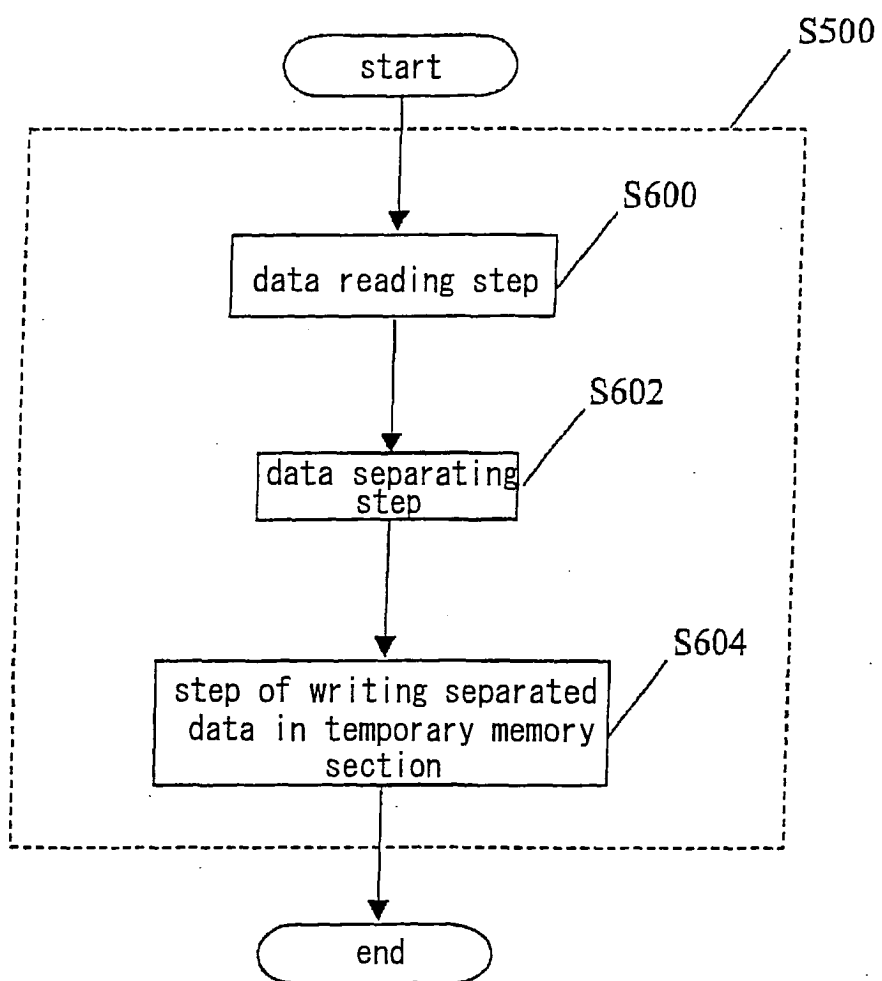 S500
start
S600
data reading step
S602
data separating
step
S604
step of writing separated
data in temporary memory
section
end